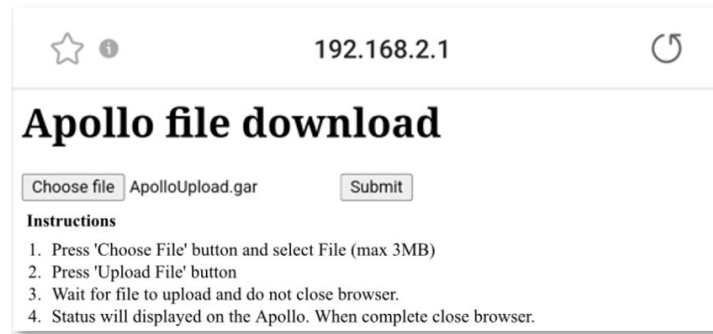 192.168.2.1
Apollo file download
Choose file ApolloUpload.gar Submit
Instructions
1. Press 'Choose File' button and select File (max 3MB)
2. Press 'Upload File' button
3. Wait for file to upload and do not close browser.
4. Status will displayed on the Apollo. When complete close browser.